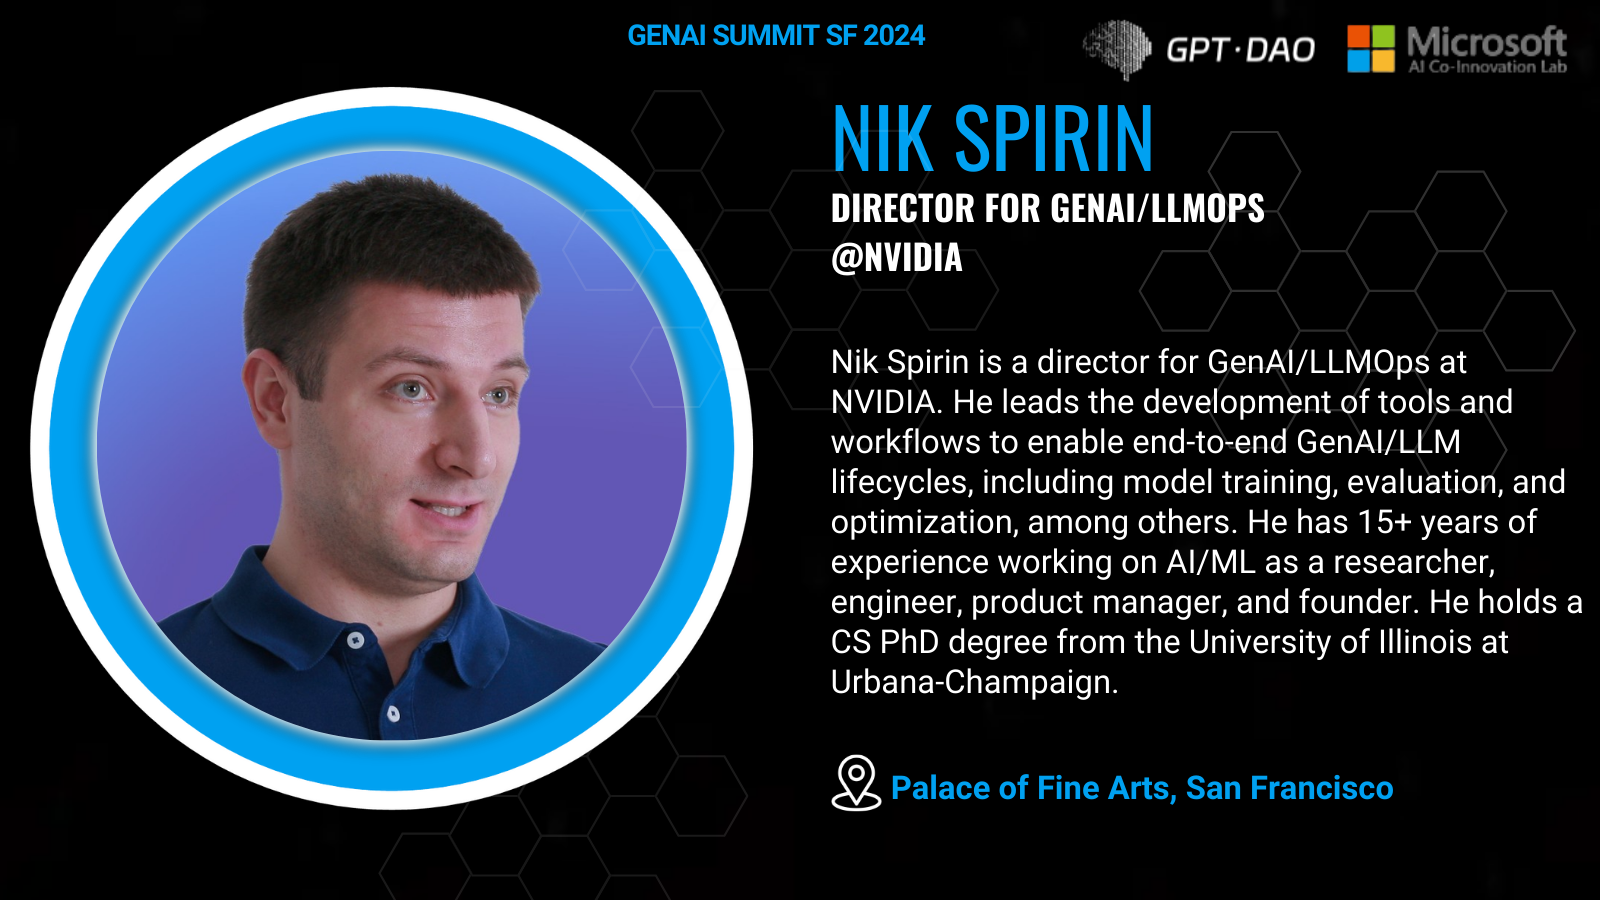 GENAI SUMMIT SF 2024
GPT·DAO
Microsoft
AI Co-Innovation Lab
NIK SPIRIN
DIRECTOR FOR GENAI/LLMOPS
@NVIDIA
Nik Spirin is a director for GenAI/LLMOps at
NVIDIA. He leads the development of tools and
workflows to enable end-to-end GenAI/LLM
lifecycles, including model training, evaluation, and
optimization, among others. He has 15+ years of
experience working on AI/ML as a researcher,
engineer, product manager, and founder. He holds a
CS PhD degree from the University of Illinois at
Urbana-Champaign.
Palace of Fine Arts, San Francisco